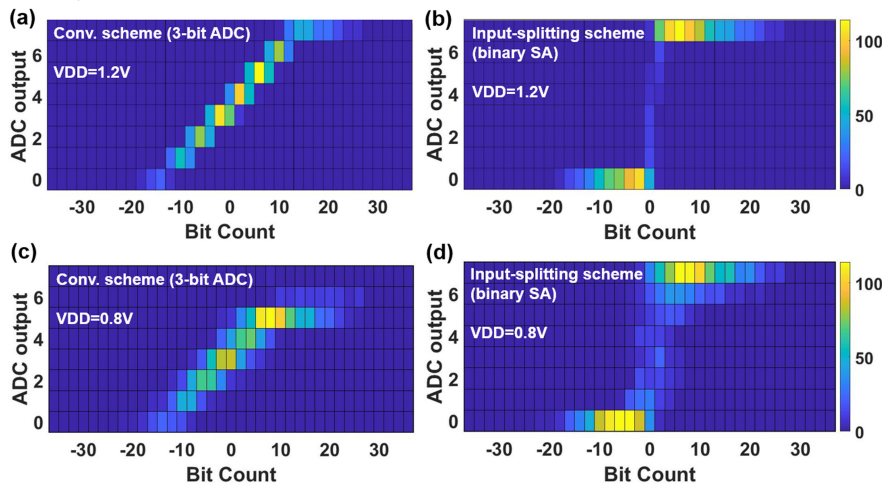 (a)
Conv. scheme (3-bit ADC)
VDD=1.2V
ADC output
6
4
2
0
-30 -20 -10 0 10 20 30
Bit Count
(b)
Input-splitting scheme
(binary SA)
VDD=1.2V
ADC output
6
4
2
0
-30 -20 -10 0 10 20 30
Bit Count
100
50
0
(c)
Conv. scheme (3-bit ADC)
VDD=0.8V
ADC output
6
4
2
0
-30 -20 -10 0 10 20 30
Bit Count
(d)
Input-splitting scheme
(binary SA)
VDD=0.8V
ADC output
6
4
2
0
-30 -20 -10 0 10 20 30
Bit Count
100
50
0